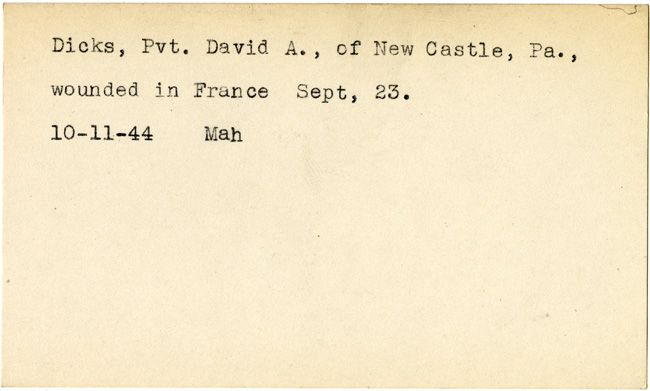 Dicks, Pvt. David A., of New Castle, Pa.,
wounded in France Sept, 23.
10-11-44 Mah